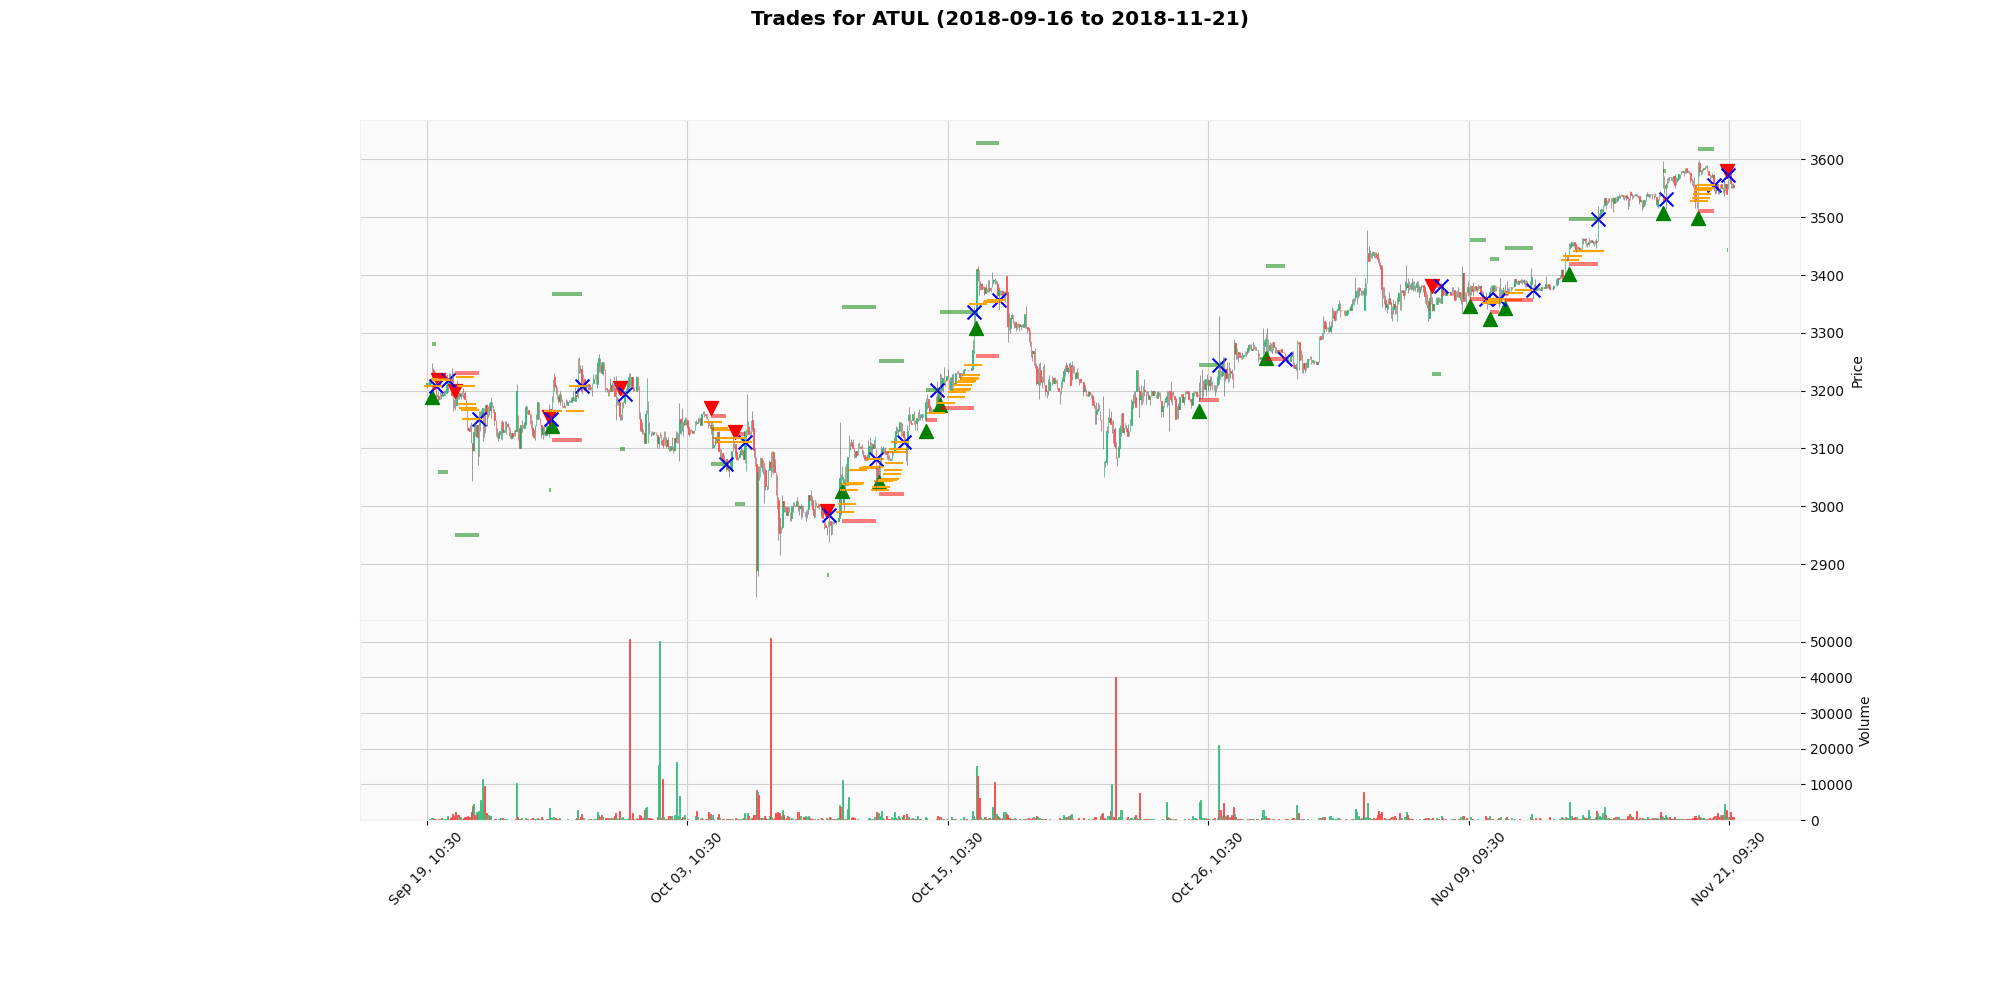 Trades for ATUL (2018-09-16 to 2018-11-21)
3600
3500
3400
3300
3200
3100
3000
2900
Price
50000
40000
30000
20000
10000
0
Volume
Sep 19, 10:30
Oct 03, 10:30
Oct 15, 10:30
Oct 26, 10:30
Nov 09, 09:30
Nov 21, 09:30